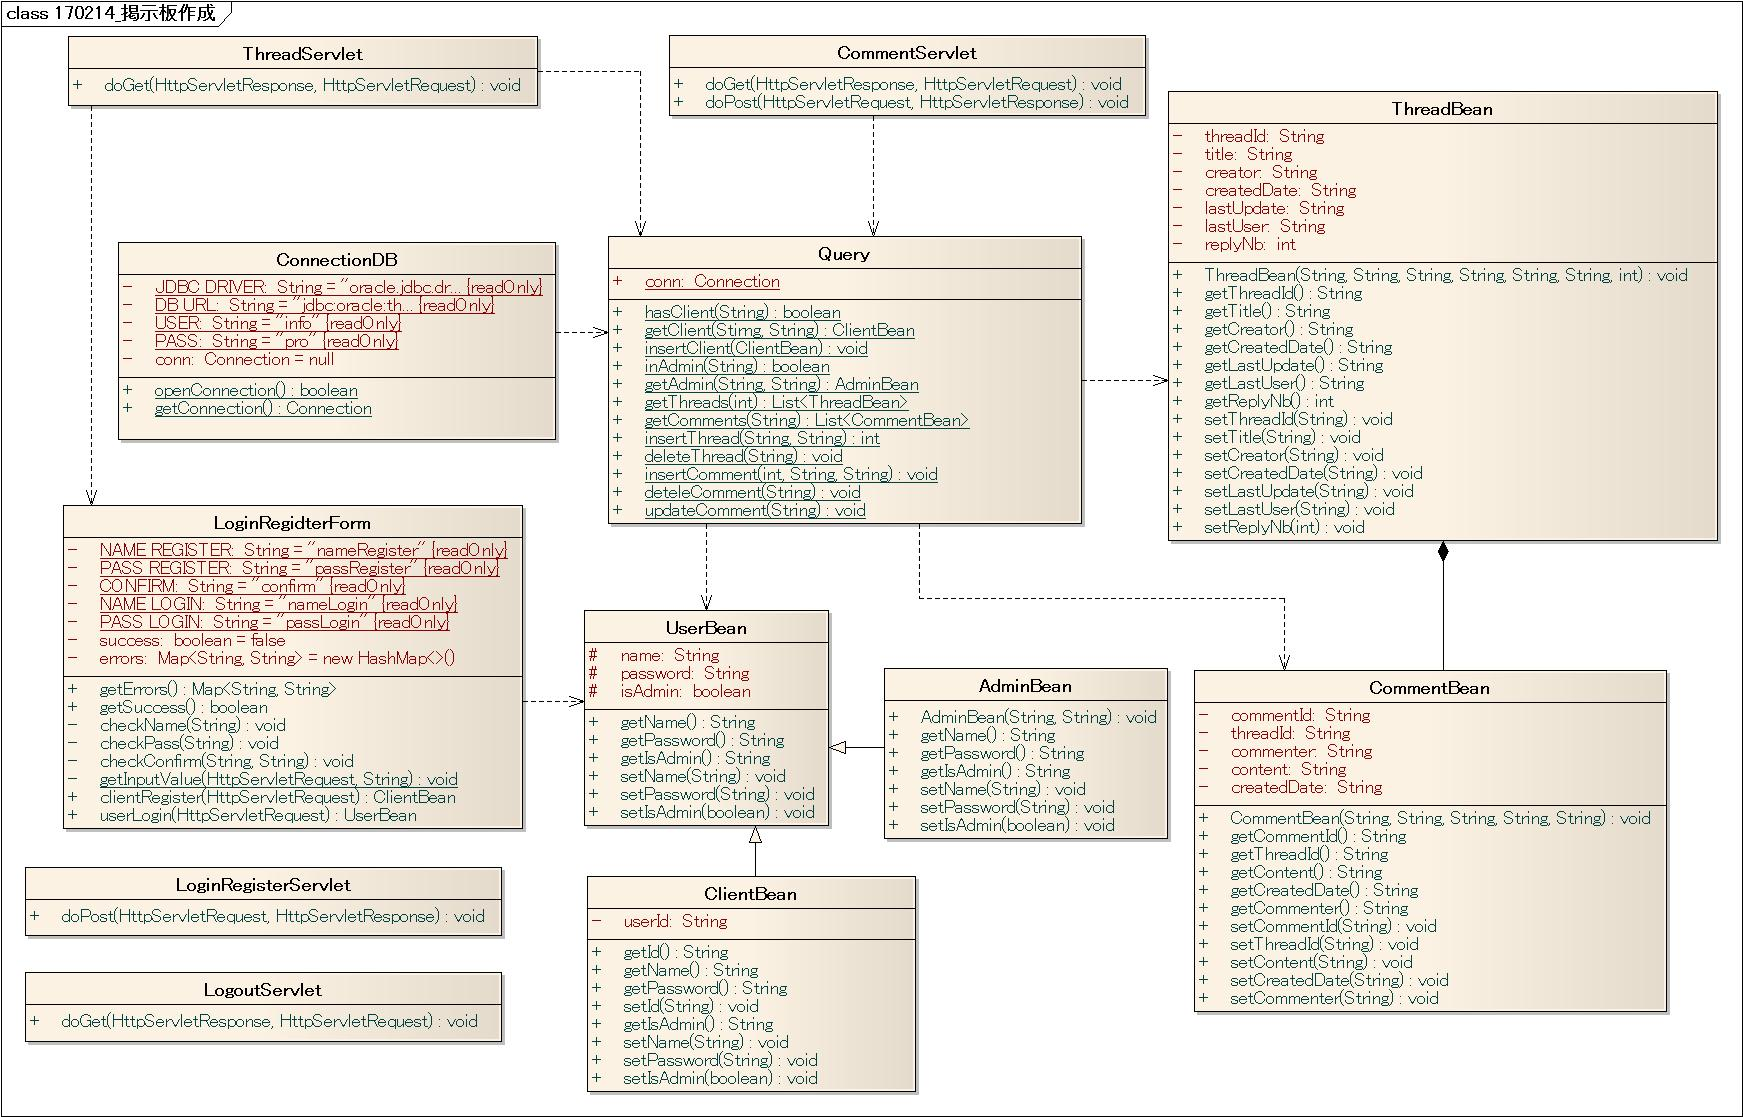 class 170214_掲示板作成
ThreadServlet
+ doGet(HttpServletResponse, HttpServletRequest) : void
CommentServlet
+ doGet(HttpServletResponse, HttpServletRequest) : void
+ doPost(HttpServletRequest, HttpServletResponse) : void
ThreadBean
- threadId: String
- title: String
- creator: String
- createdDate: String
- lastUpdate: String
- lastUser: String
- replyNb: int
+ ThreadBean(String, String, String, String, String, String, int) : void
+ getThreadId() : String
+ getTitle() : String
+ getCreator() : String
+ getCreatedDate() : String
+ getLastUpdate() : String
+ getLastUser() : String
+ getReplyNb() : int
+ setThreadId(String) : void
+ setTitle(String) : void
+ setCreator(String) : void
+ setCreatedDate(String) : void
+ setLastUpdate(String) : void
+ setLastUser(String) : void
+ setReplyNb(int) : void
ConnectionDB
- JDBC DRIVER: String = "oracle.jdbc.dr... {readOnly}
- DB URL: String = "jdbc:oracle:th... {readOnly}
- USER: String = "info" {readOnly}
- PASS: String = "pro" {readOnly}
- conn: Connection = null
+ openConnection() : boolean
+ getConnection() : Connection
Query
+ conn: Connection
+ hasClient(String) : boolean
+ getClient(Stirng, String) : ClientBean
+ insertClient(ClientBean) : void
+ inAdmin(String) : boolean
+ getAdmin(String, String) : AdminBean
+ getThreads(int) : List<ThreadBean>
+ getComments(String) : List<CommentBean>
+ insertThread(String, String) : int
+ deleteThread(String) : void
+ insertComment(int, String, String) : void
+ deteleComment(String) : void
+ updateComment(String) : void
LoginRegidterForm
- NAME REGISTER: String = "nameRegister" {readOnly}
- PASS REGISTER: String = "passRegister" {readOnly}
- CONFIRM: String = "confirm" {readOnly}
- NAME LOGIN: String = "nameLogin" {readOnly}
- PASS LOGIN: String = "passLogin" {readOnly}
- success: boolean = false
- errors: Map<String, String> = new HashMap<>()
+ getErrors() : Map<String, String>
+ getSuccess() : boolean
- checkName(String) : void
- checkPass(String) : void
- checkConfirm(String, String) : void
- getInputValue(HttpServletRequest, String) : void
+ clientRegister(HttpServletRequest) : ClientBean
+ userLogin(HttpServletRequest) : UserBean
UserBean
# name: String
# password: String
# isAdmin: boolean
+ getName() : String
+ getPassword() : String
+ getIsAdmin() : String
+ setName(String) : void
+ setPassword(String) : void
+ setIsAdmin(boolean) : void
AdminBean
+ AdminBean(String, String) : void
+ getName() : String
+ getPassword() : String
+ getIsAdmin() : String
+ setName(String) : void
+ setPassword(String) : void
+ setIsAdmin(boolean) : void
CommentBean
- commentId: String
- threadId: String
- commenter: String
- content: String
- createdDate: String
+ CommentBean(String, String, String, String, String) : void
+ getCommentId() : String
+ getThreadId() : String
+ getContent() : String
+ getCreatedDate() : String
+ getCommenter() : String
+ setCommentId(String) : void
+ setThreadId(String) : void
+ setContent(String) : void
+ setCreatedDate(String) : void
+ setCommenter(String) : void
LoginRegisterServlet
+ doPost(HttpServletRequest, HttpServletResponse) : void
ClientBean
- userId: String
+ getId() : String
+ getName() : String
+ getPassword() : String
+ setId(String) : void
+ getIsAdmin() : String
+ setName(String) : void
+ setPassword(String) : void
+ setIsAdmin(boolean) : void
LogoutServlet
+ doGet(HttpServletResponse, HttpServletRequest) : void